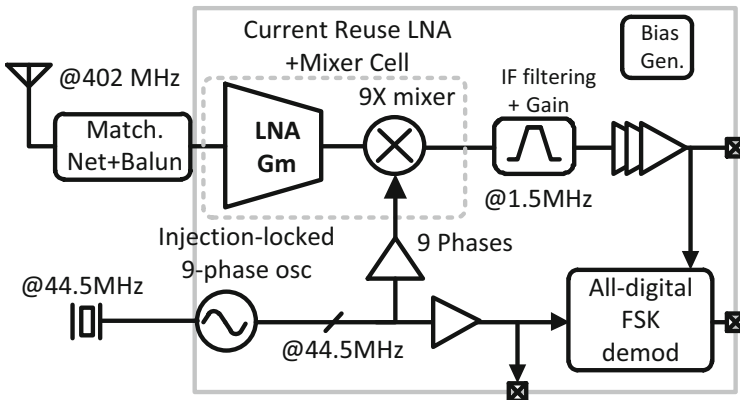 Current Reuse LNA
+Mixer Cell
Bias
Gen.
@402 MHz
9X mixer
IF filtering
+ Gain
Match.
Net+Balun
LNA
Gm
@1.5MHz
Injection-locked
9-phase osc
9 Phases
@44.5MHz
@44.5MHz
All-digital
FSK
demod